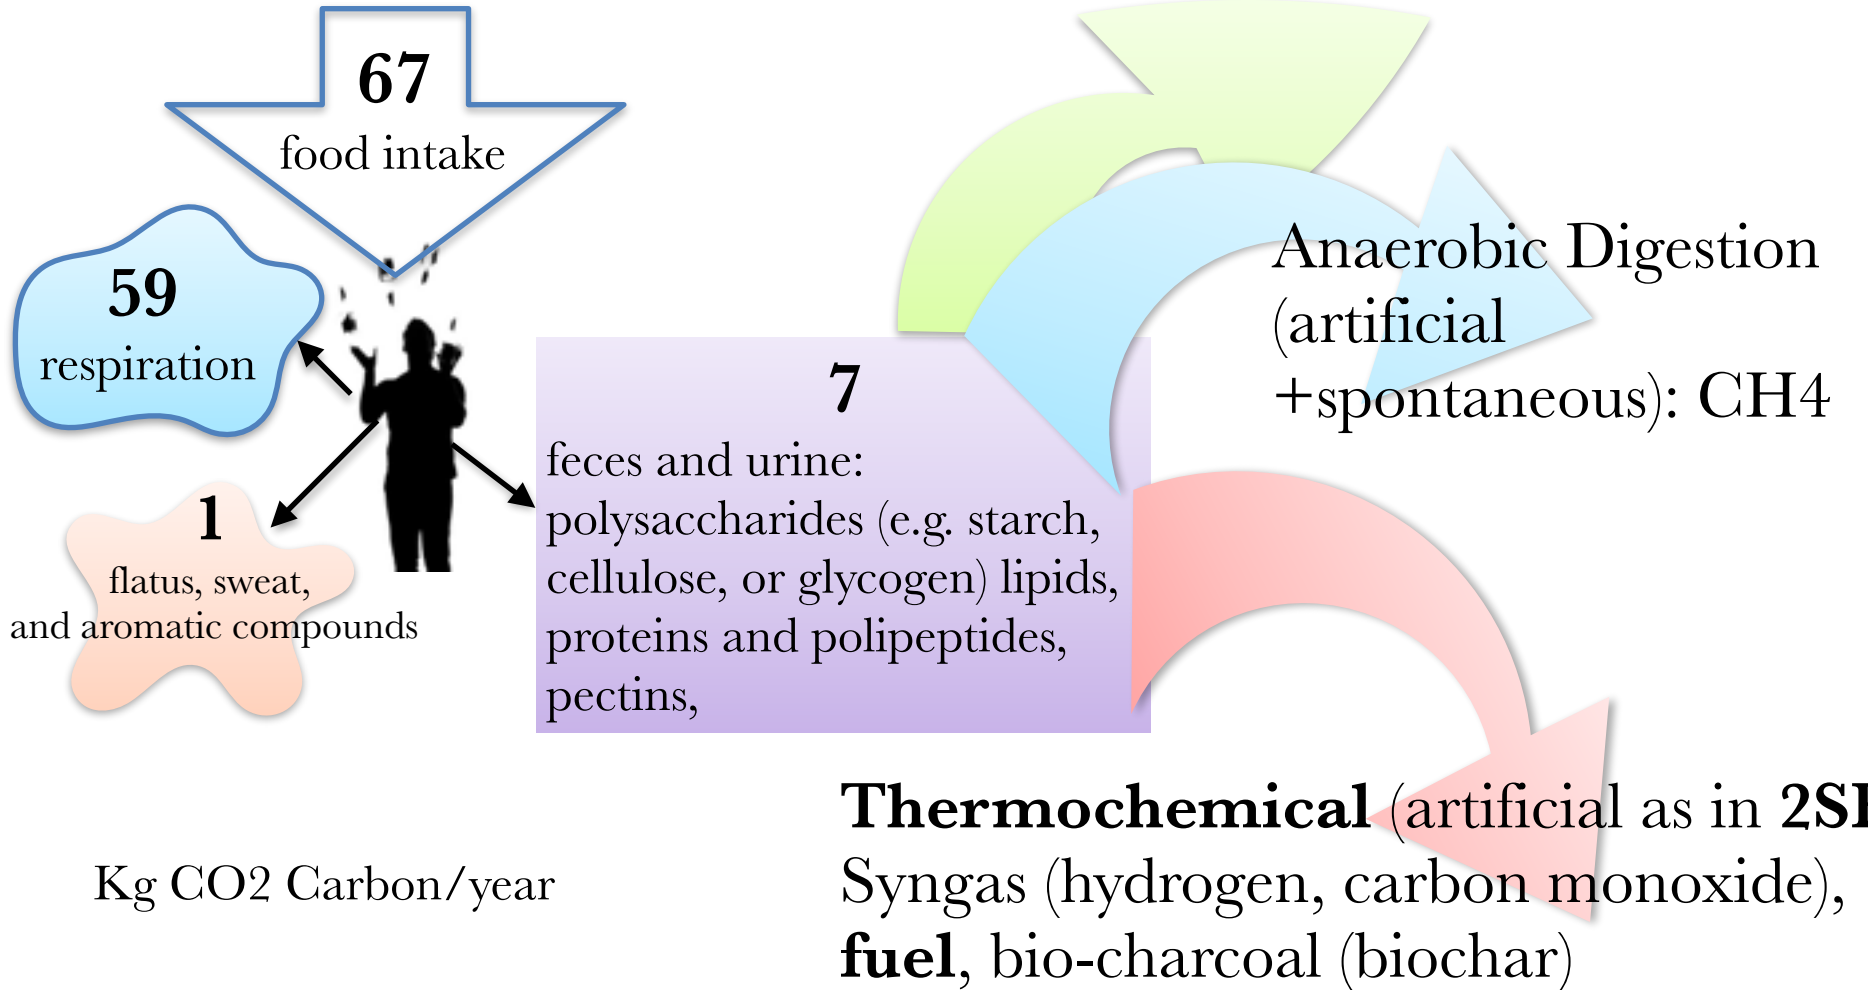 67
food intake
59
respiration
1
flatus, sweat,
and aromatic compounds
7
feces and urine:
polysaccharides (e.g. starch,
cellulose, or glycogen) lipids,
proteins and polipeptides,
pectins,
Anaerobic Digestion
(artificial
+spontaneous): CH4
Thermochemical (artificial as in
Syngas (hydrogen, carbon monoxide),
fuel, bio-charcoal (biochar)
Kg CO2 Carbon/year